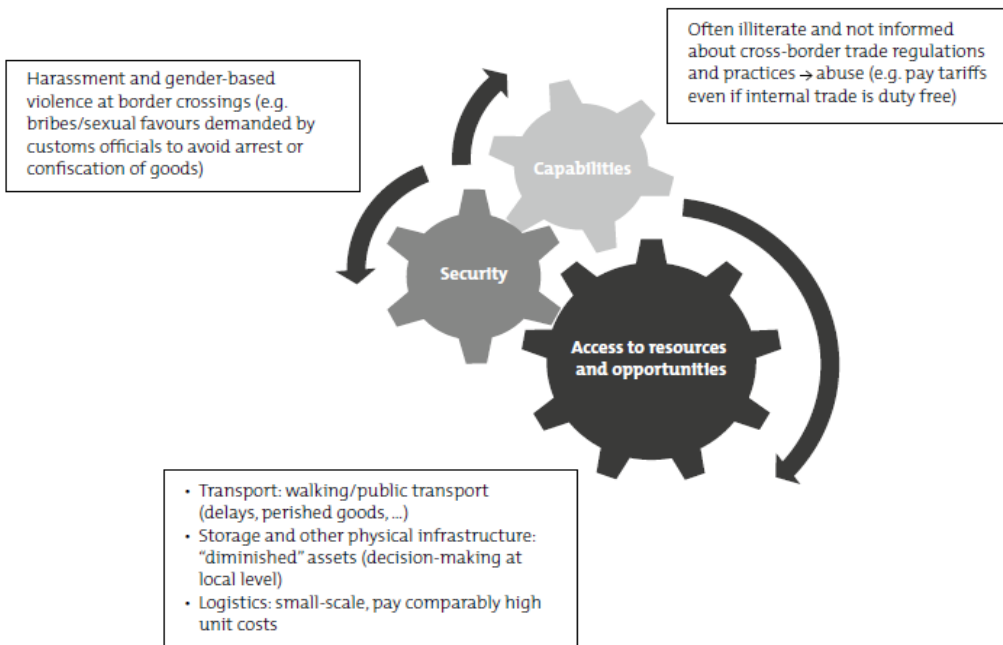 Often illiterate and not informed
about cross-border trade regulations
and practices → abuse (e.g. pay tariffs
even if internal trade is duty free)
Harassment and gender-based
violence at border crossings (e.g.
bribes/sexual favours demanded by
customs officials to avoid arrest or
confiscation of goods)
Capabilities
Security
Access to resources
and opportunities
• Transport: walking/public transport
(delays, perished goods, ...)
• Storage and other physical infrastructure:
“diminished” assets (decision-making at
local level)
• Logistics: small-scale, pay comparably high
unit costs